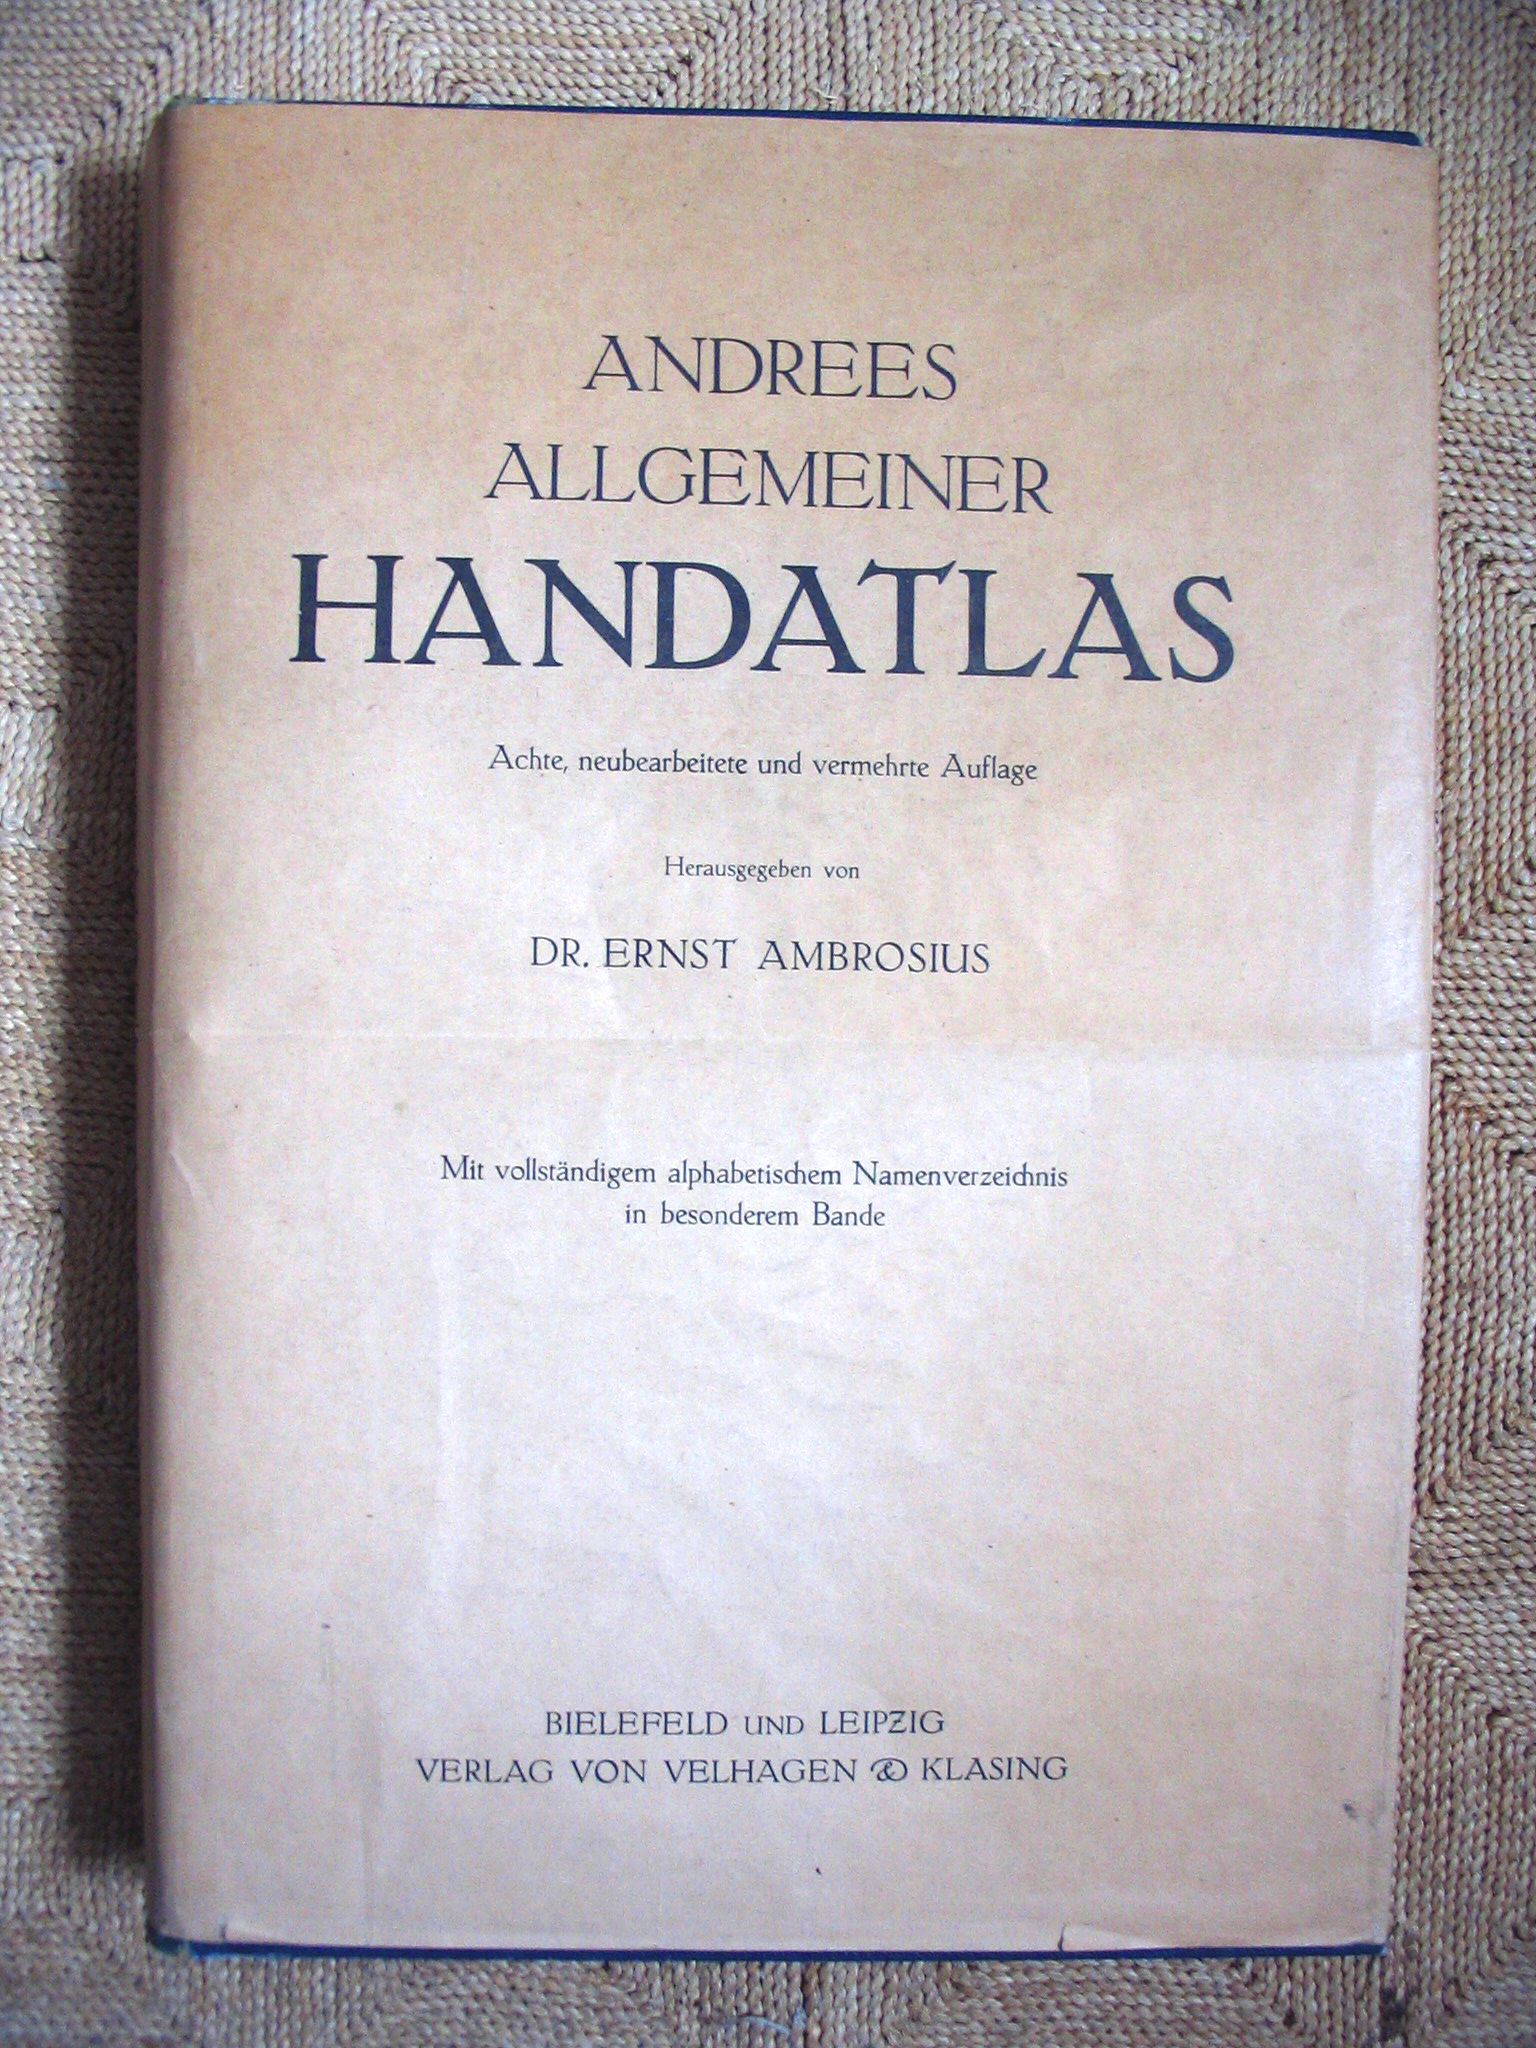 ANDREES
ALLGEMEINER
HANDATLAS
Achte, neubearbeitete und vermehrte Auflage
Herausgegeben von
DR. ERNST AMBROSIUS
Mit vollständigem alphabetischem Namenverzeichnis
in besonderem Bande
BIELEFELD UND LEIPZIG
VERLAG VON VELHAGEN & KLASING